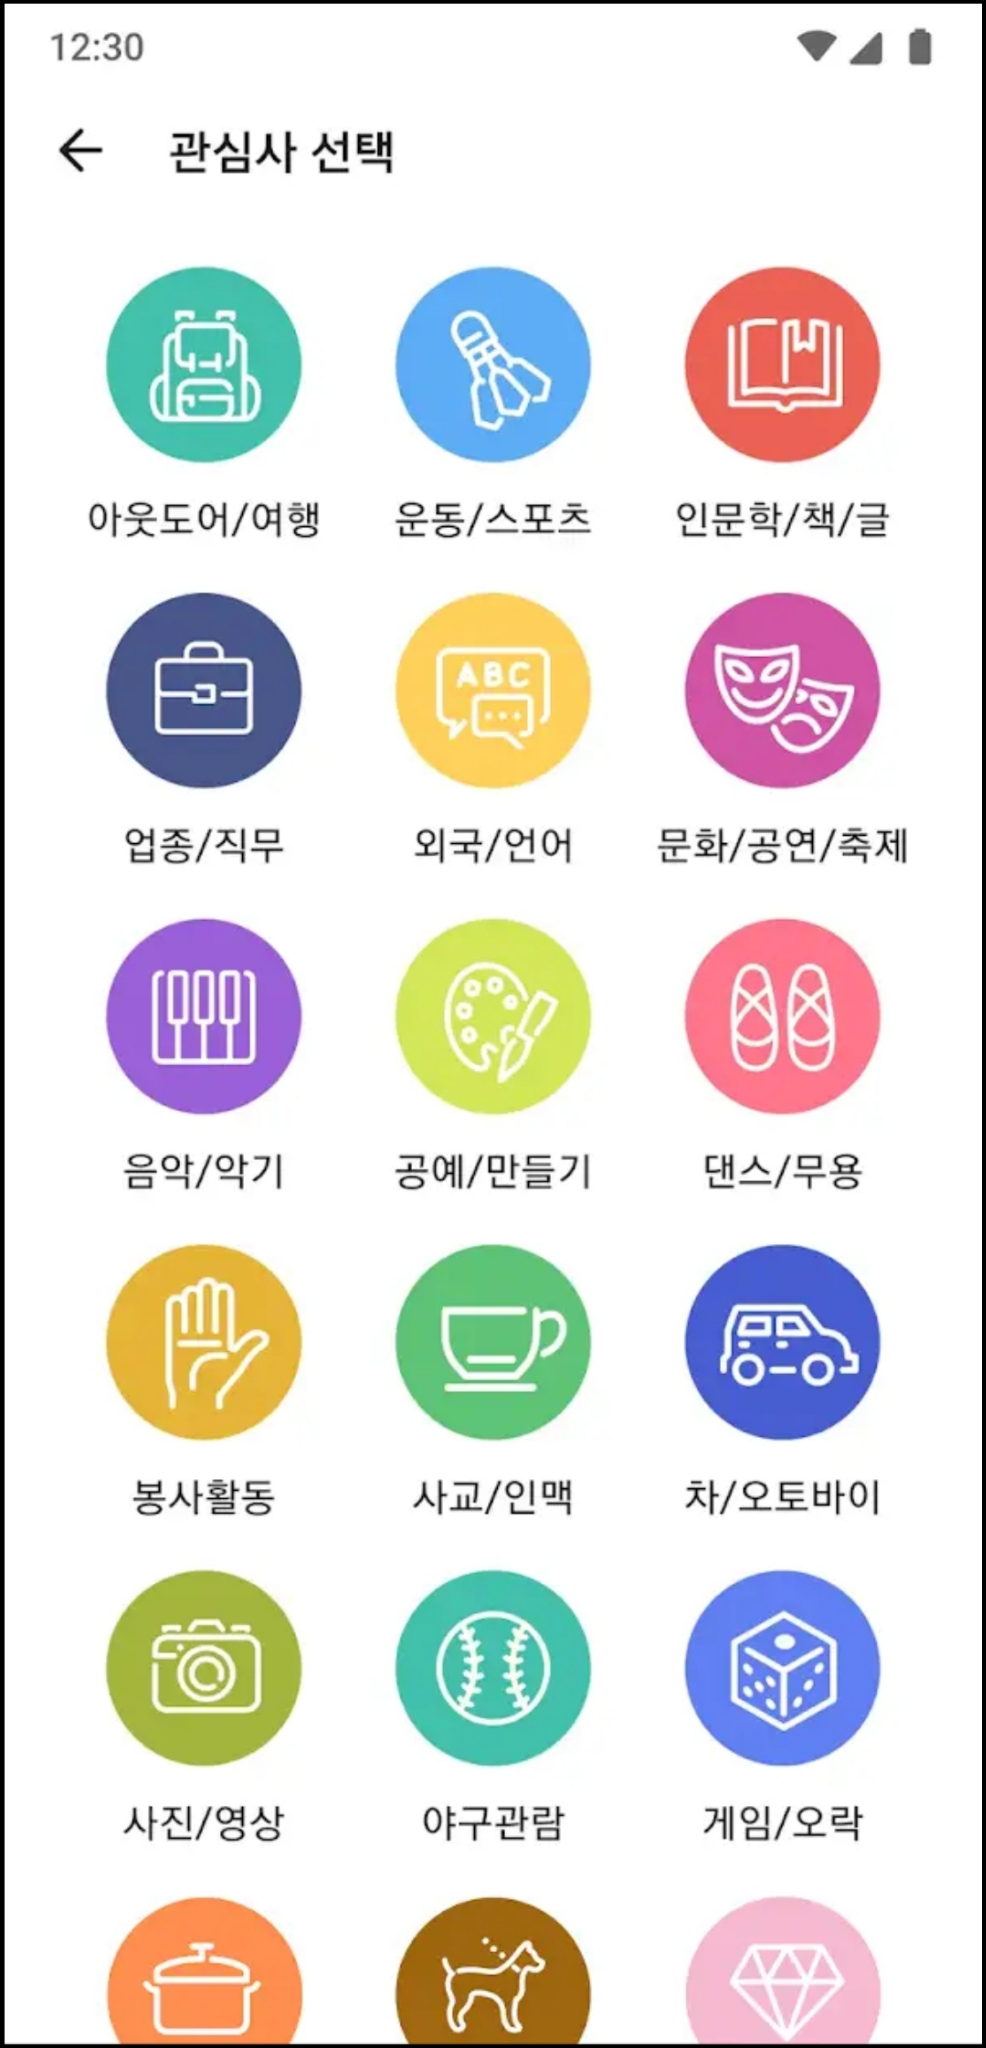 12:30
관심사 선택
아웃도어/여행
운동/스포츠
인문학/책/글
ABC
업종/직무
외국/언어
문화/공연/축제
음악/악기
공예/만들기
댄스/무용
봉사활동
사교/인맥
차/오토바이
사진/영상
야구관람
게임/오락